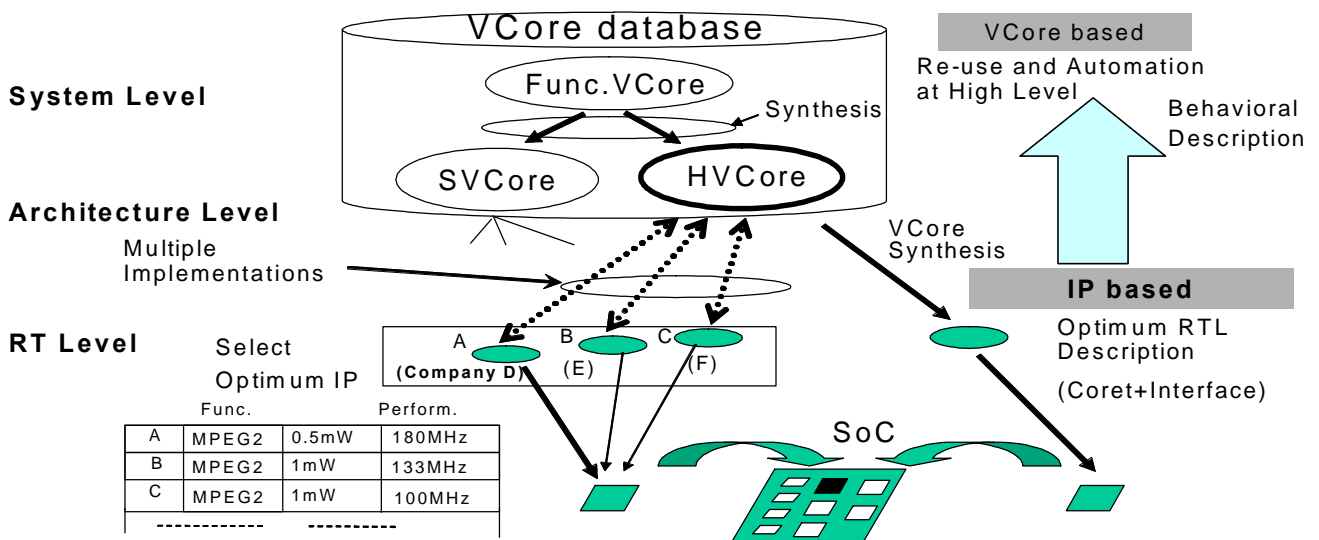 VCore database
VCore based
Func.VCore
Re-use and Automation
at High Level
System Level
Synthesis
Behavioral
Description
SVCore
HVCore
Architecture Level
Multiple
Implementations
VCore
Synthesis
IP based
RT Level
Select
Optimum IP
A
B
C
(Company D)
(E)
(F)
Optimum RTL
Description
(Coret+Interface)
Func. Perform.
A MPEG2 0.5mW 180MHz
B MPEG2 1mW 133MHz
C MPEG2 1mW 100MHz
SoC